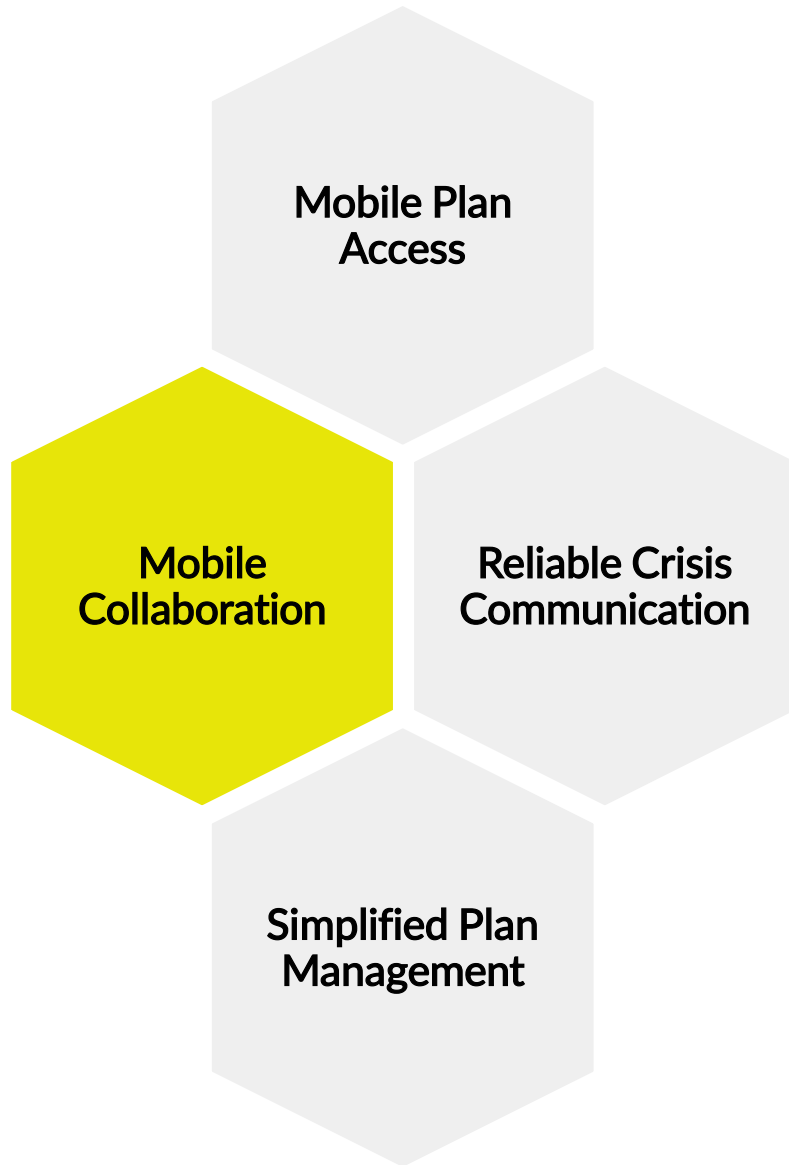 Mobile Plan
Access
Mobile
Collaboration
Reliable Crisis
Communication
Simplified Plan
Management